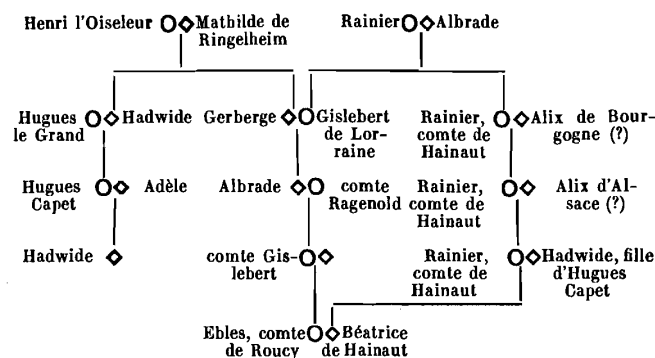 Henri l'Oiseleur Mathilde de Ringelheim
Rainier Albrade
Hugues le Grand
Hadwide
Gerberge
Gislebert de Lor-
raine
Rainier,
comte de
Hainaut
Alix de Bour-
gogne (?)
Hugues
Capet
Adèle
Albrade
comte
Ragenold
Rainier,
comte de
Hainaut
Alix d'Al-
sace (?)
Hadwide
comte Gis-
lebert
Rainier,
comte de
Hainaut
Hadwide, fille
d'Hugues
Capet
Ebles, comte
de Roucy
Béatrice
de Hainaut